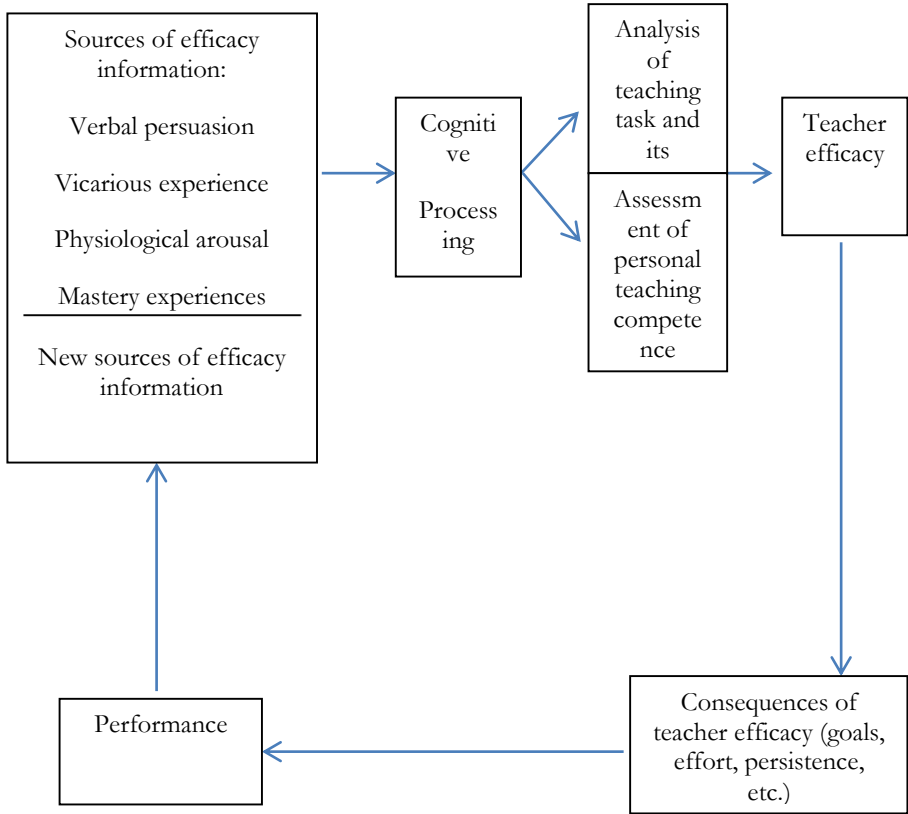 Sources of efficacy
information:
Verbal persuasion
Vicarious experience
Physiological arousal
Mastery experiences
New sources of efficacy
information
Cogniti
ve
Process
ing
Analysis
of
teaching
task and
its
Assessm
ent of
personal
teaching
compete
nce
Teacher
efficacy
Consequences of
teacher efficacy (goals,
effort, persistence,
etc.)
Performance